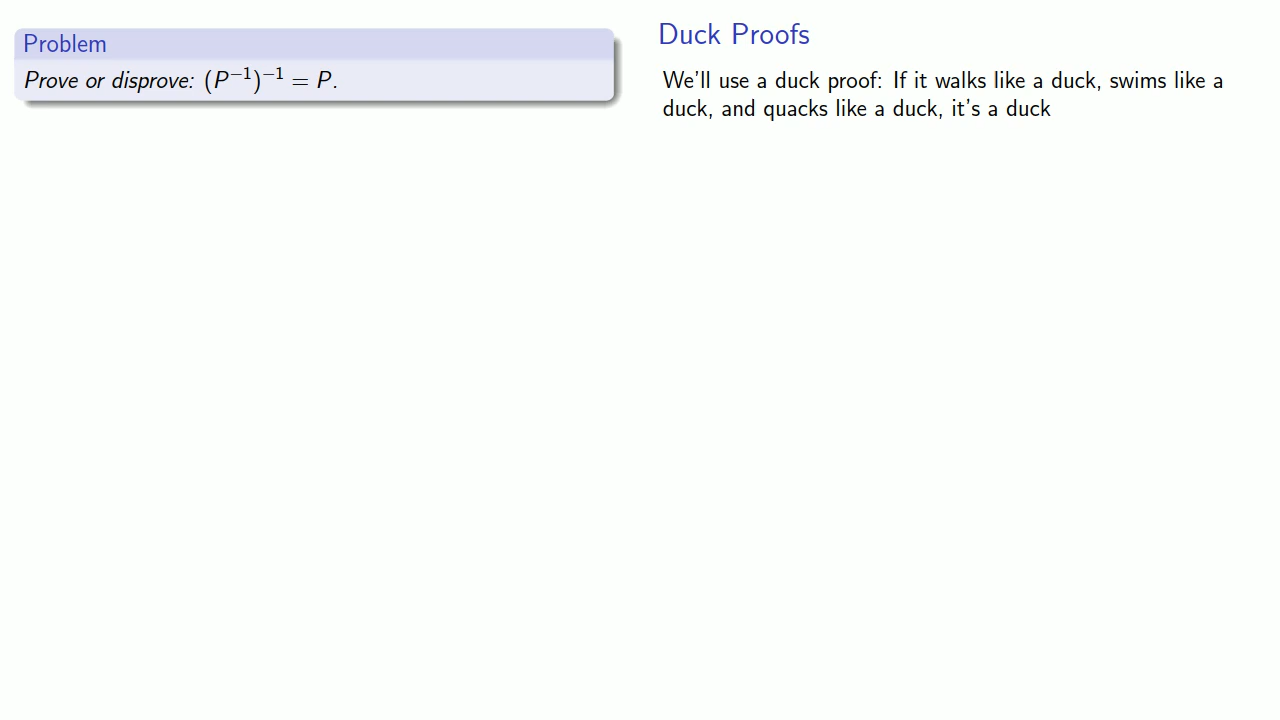 Problem
Prove or disprove: (P⁻¹)⁻¹ = P.
Duck Proofs
We'll use a duck proof: If it walks like a duck, swims like a
duck, and quacks like a duck, it's a duck